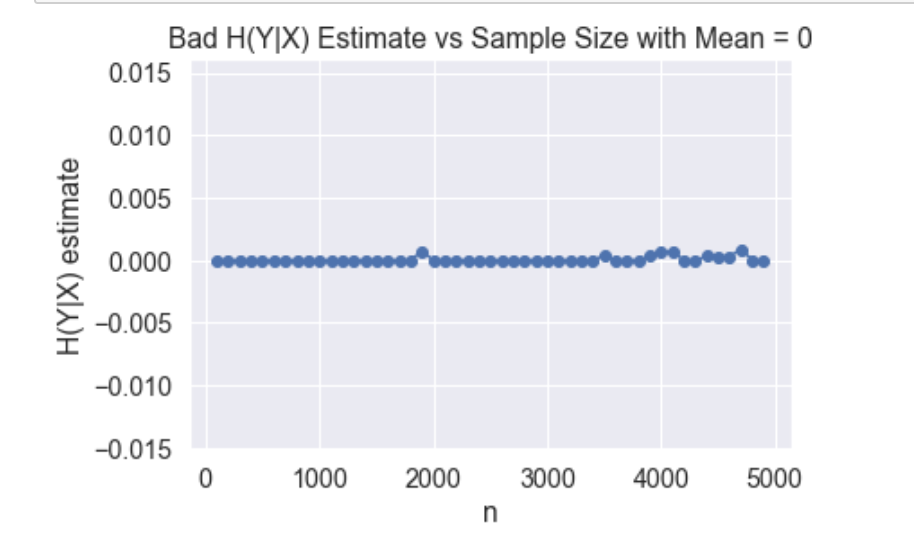 Bad H(Y|X) Estimate vs Sample Size with Mean = 0
0.015
0.010
0.005
0.000
−0.005
−0.010
−0.015
H(Y|X) estimate
0 1000 2000 3000 4000 5000
n